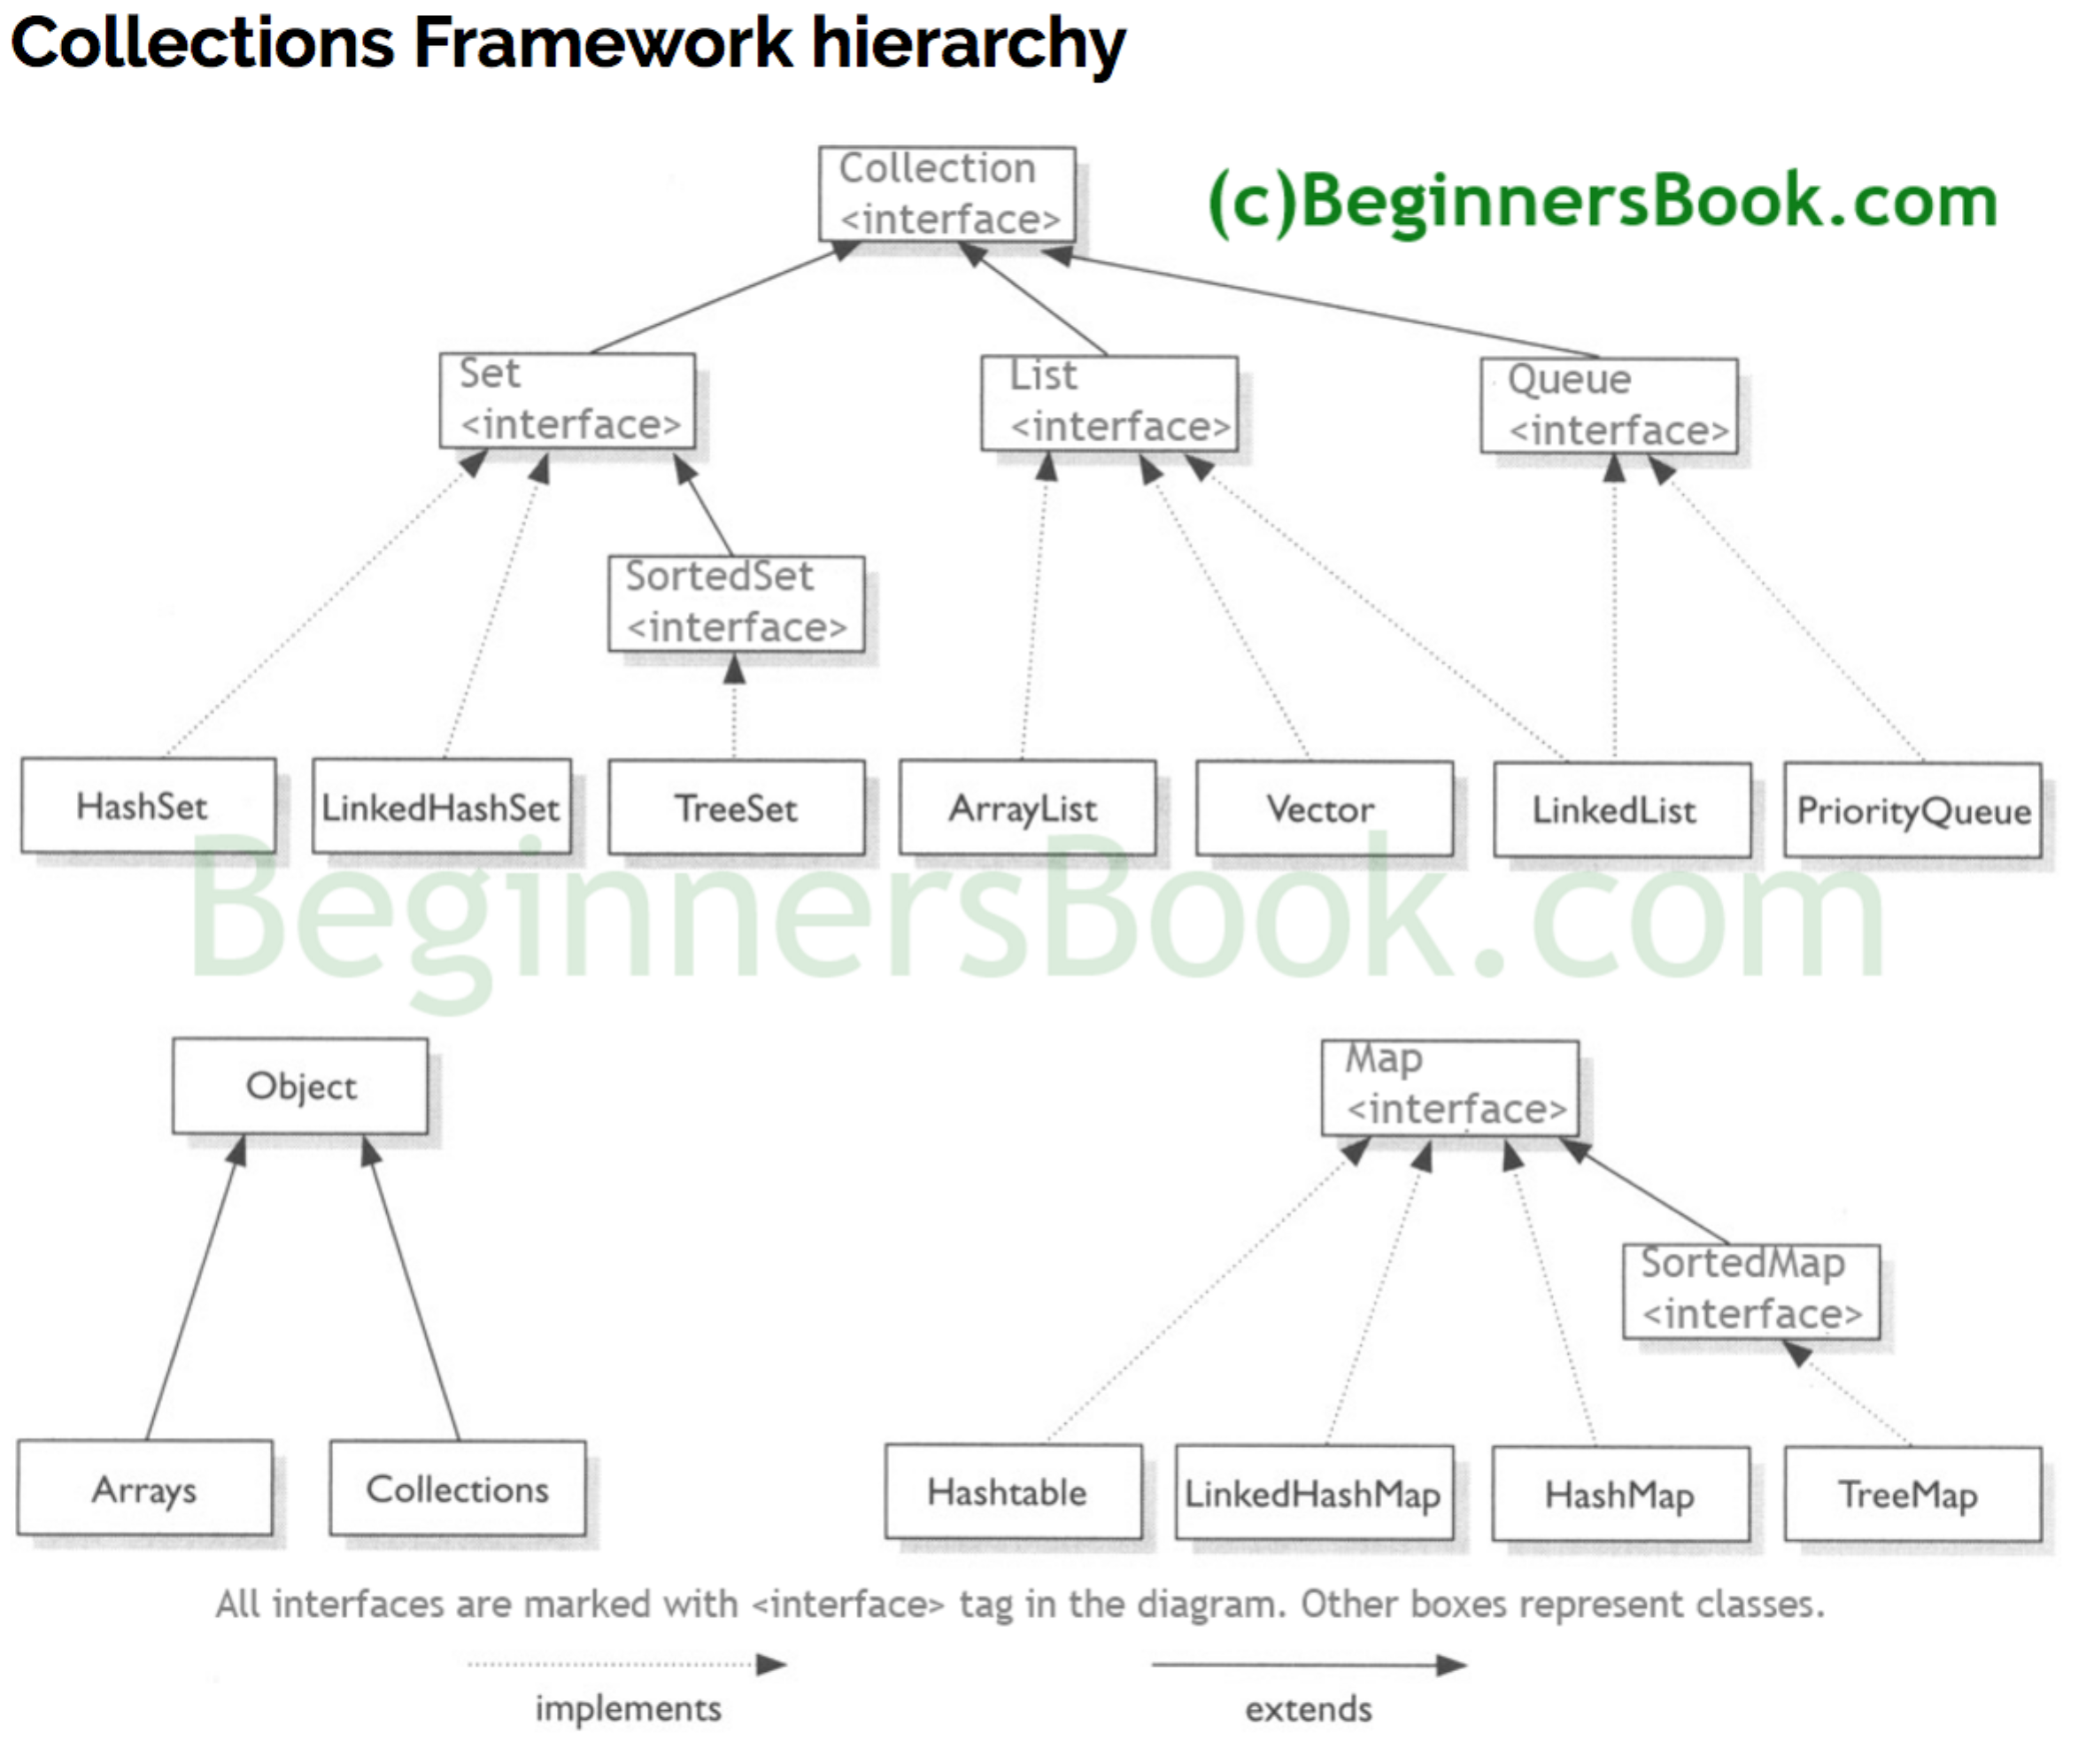 Collections Framework hierarchy
Collection
<interface>
(c)BeginnersBook.com
Set
<interface>
List
<interface>
Queue
<interface>
SortedSet
<interface>
HashSet
LinkedHashSet
TreeSet
ArrayList
Vector
LinkedList
PriorityQueue
BeginnersBook.com
Object
Map
<interface>
SortedMap
<interface>
Arrays
Collections
Hashtable
LinkedHashMap
HashMap
TreeMap
All interfaces are marked with <interface> tag in the diagram. Other boxes represent classes.
implements
extends